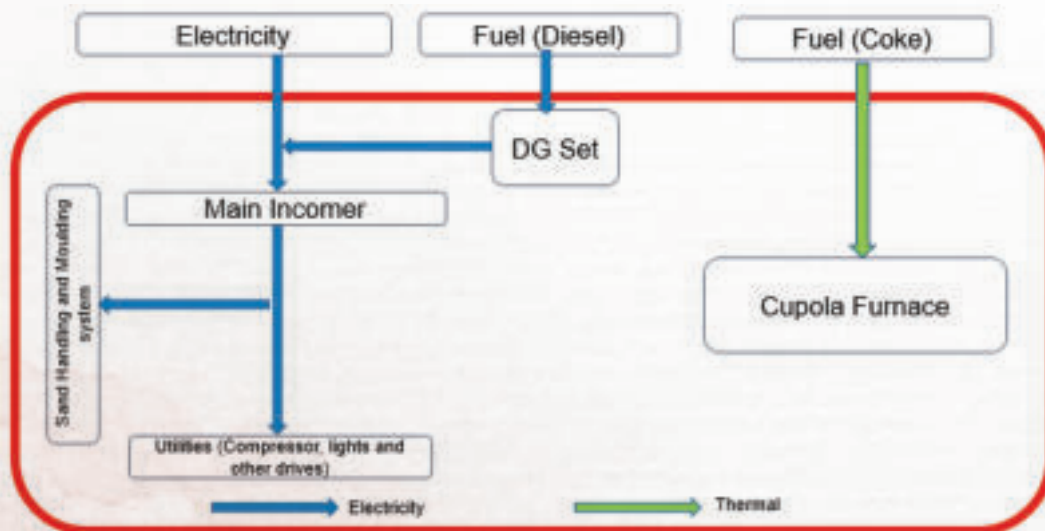 Electricity
Fuel (Diesel)
Fuel (Coke)
DG Set
Main Incomer
Sand Handling and Moulding
system
Cupola Furnace
Utilities (Compressor, lights and
other drives)
Electricity
Thermal